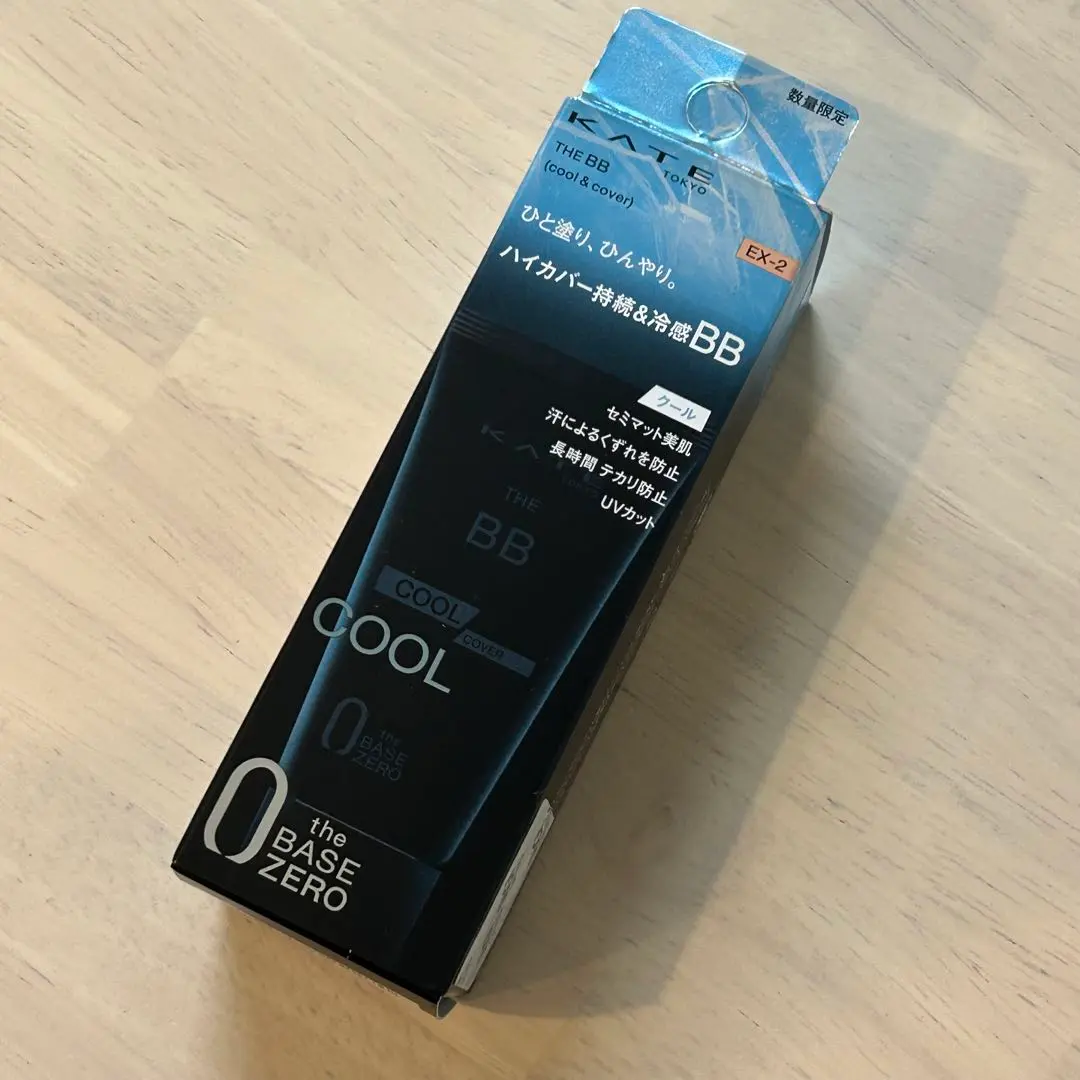 数量限定
KATE
TOKYO
THE BB
(cool & cover)
EX-2
ひと塗り、ひんやり。
ハイカバー持続&冷感BB
クール
セミマット美肌
汗によるくずれを防止
長時間 テカリ防止
UVカット
KAT
THE
BB
COOL
COVER
COOL
0 the
BASE
ZERO
0 the
BASE
ZERO